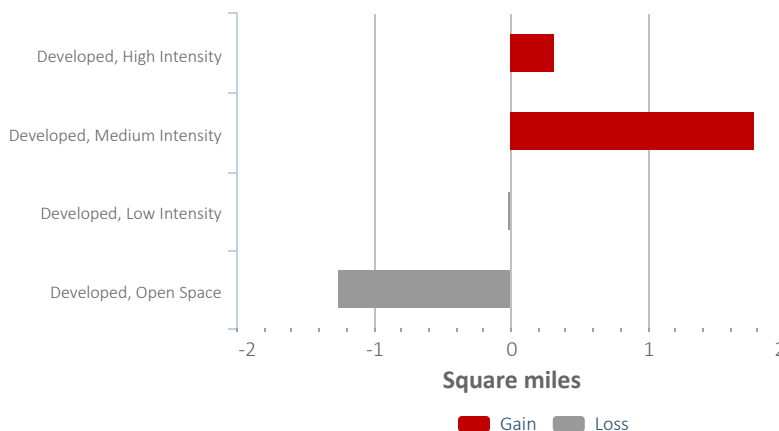 Developed, High Intensity
Developed, Medium Intensity
Developed, Low Intensity
Developed, Open Space
-2 -1 0 1 2
Square miles
Gain Loss